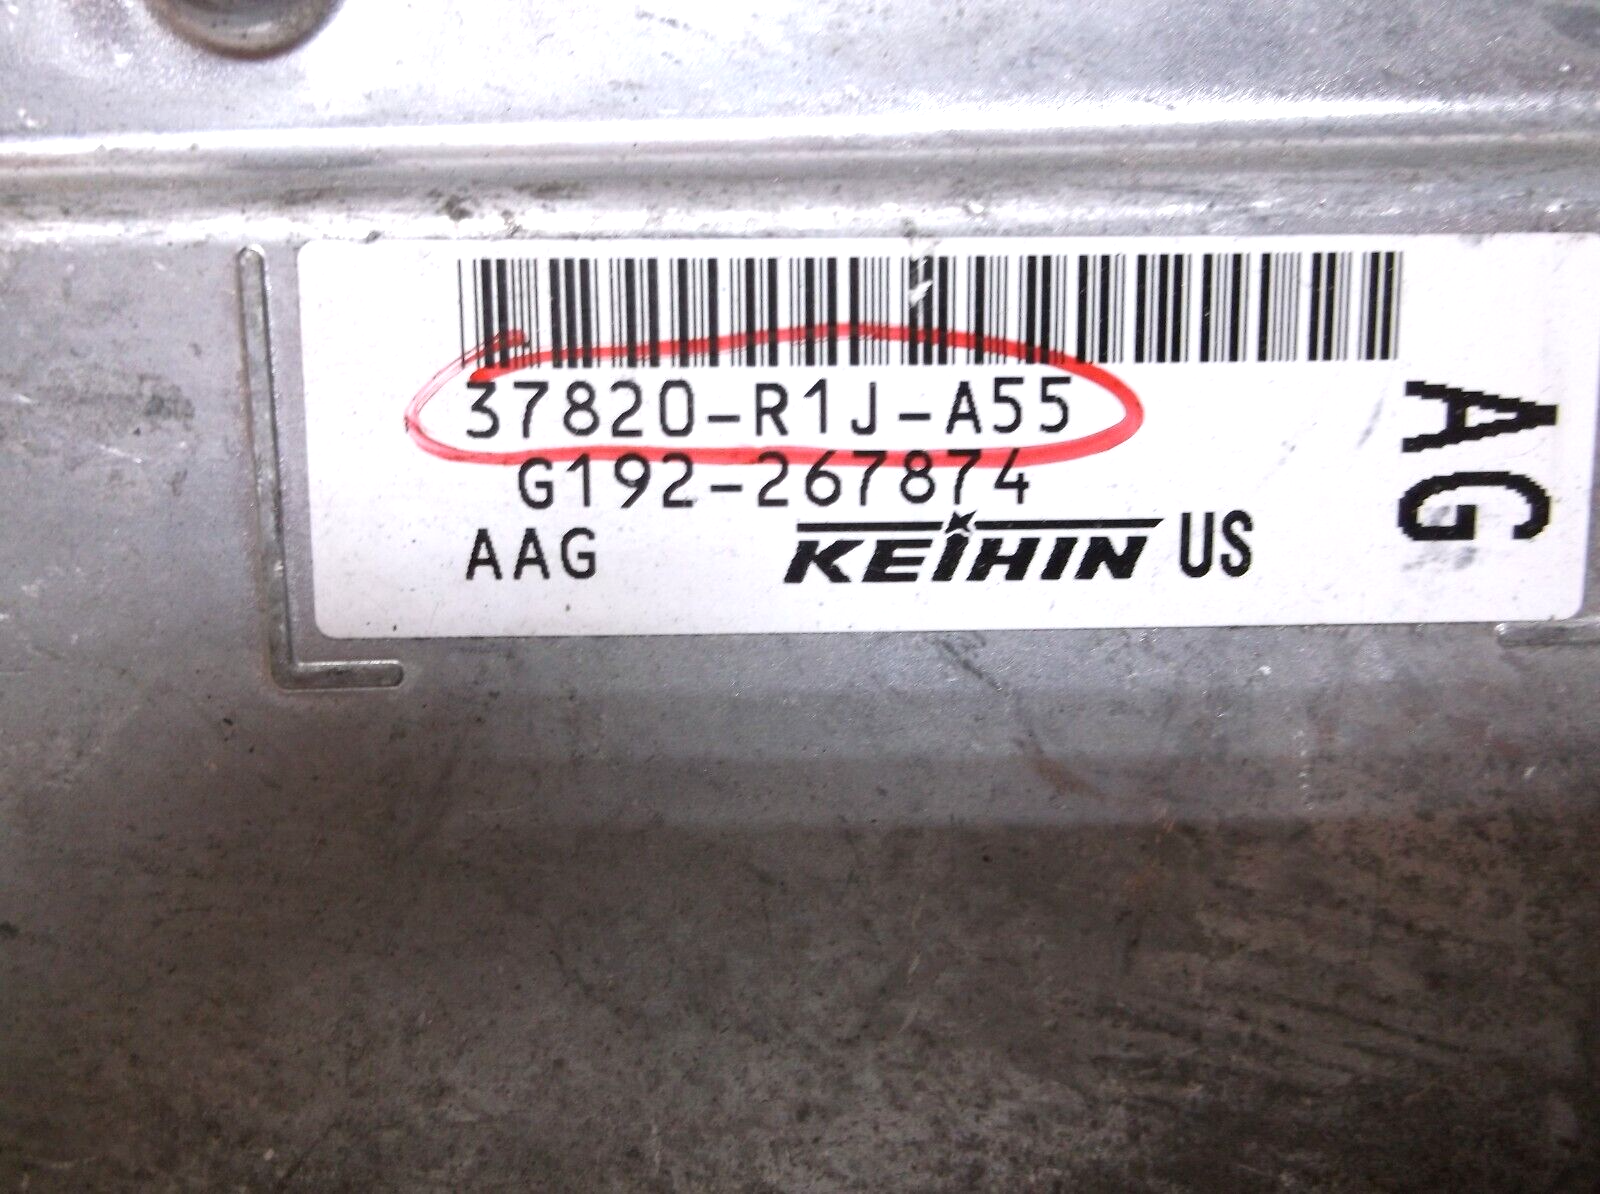 37820-R1J-A55
G192-267874
AAG KEIHIN US
AG